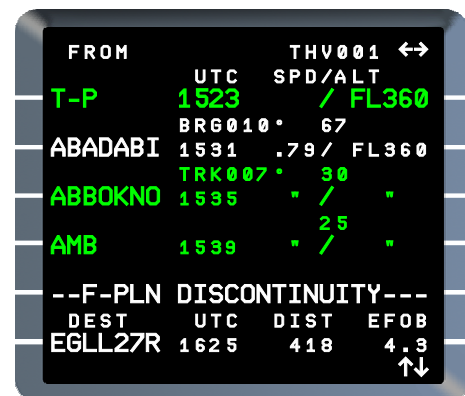 FROM THV001 ↔
UTC SPD/ALT
T-P 1523 / FL360
BRG010° 67
ABADABI 1531 .79/ FL360
TRK007° 30
ABBOKNO 1535 " / "
25
AMB 1539 " / "
--F-PLN DISCONTINUITY---
DEST UTC DIST EFOB
EGLL27R 1625 418 4.3
↑↓